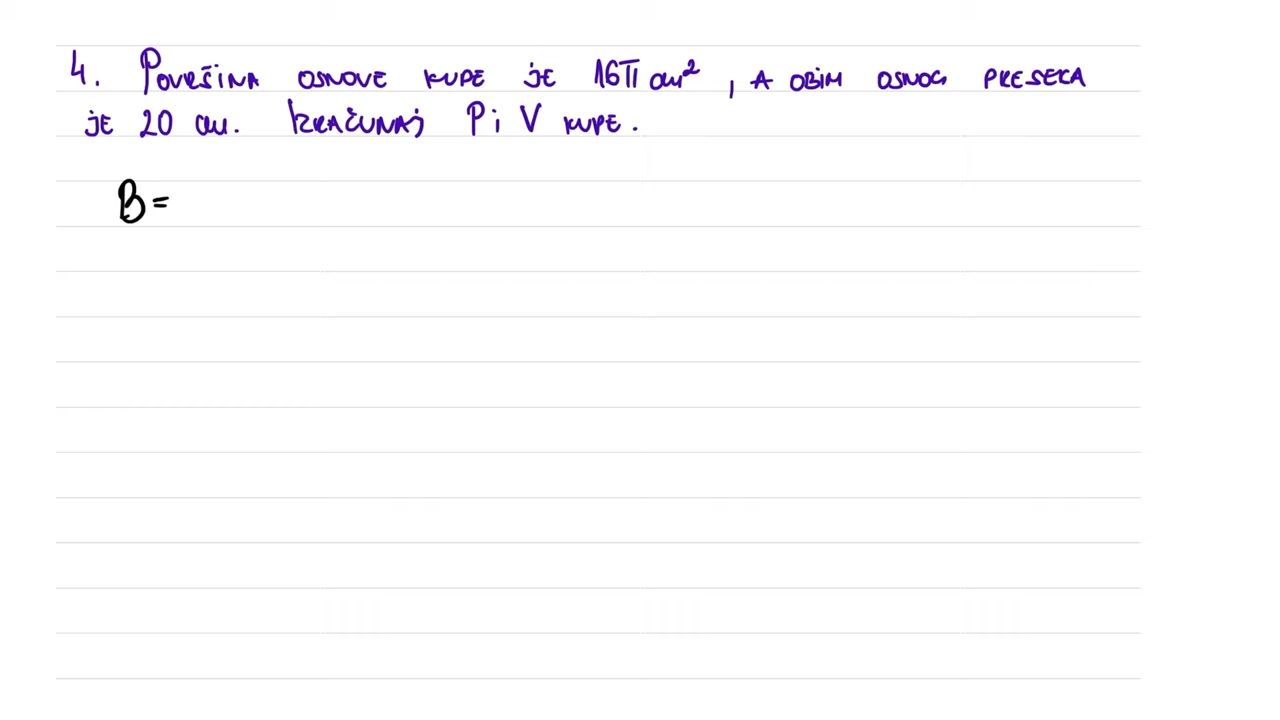 4. Površina osnove kupe je 16π cm², a obim osnog preseka
je 20 cm. Izračunaj P i V kupe.
B=